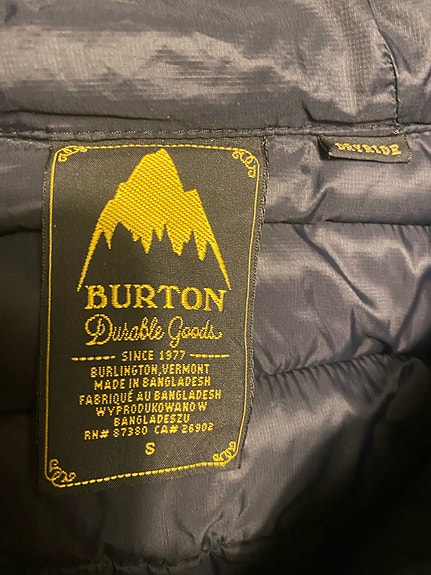 DRYRIDE
BURTON
Durable Goods
SINCE 1977
BURLINGTON, VERMONT
MADE IN BANGLADESH
FABRIQUÉ AU BANGLADESH
WYPRODUKOWANO W
BANGLADESZU
RN# 87380 CA# 26902
S